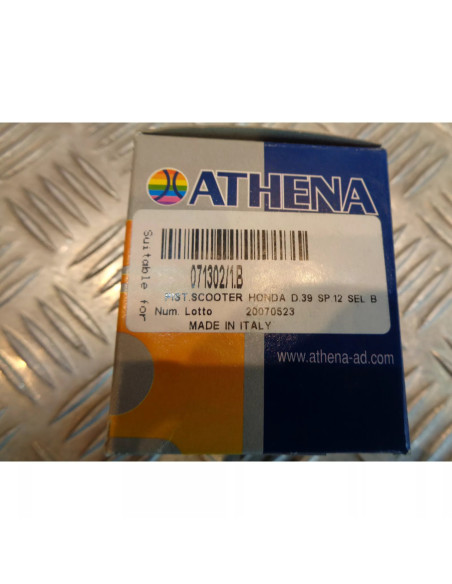 ATHENA
Suitable for
071302/1.B
PIST.SCOOTER HONDA D.39 SP 12 SEL B
Num. Lotto 20070523
MADE IN ITALY
www.athena-ad.com